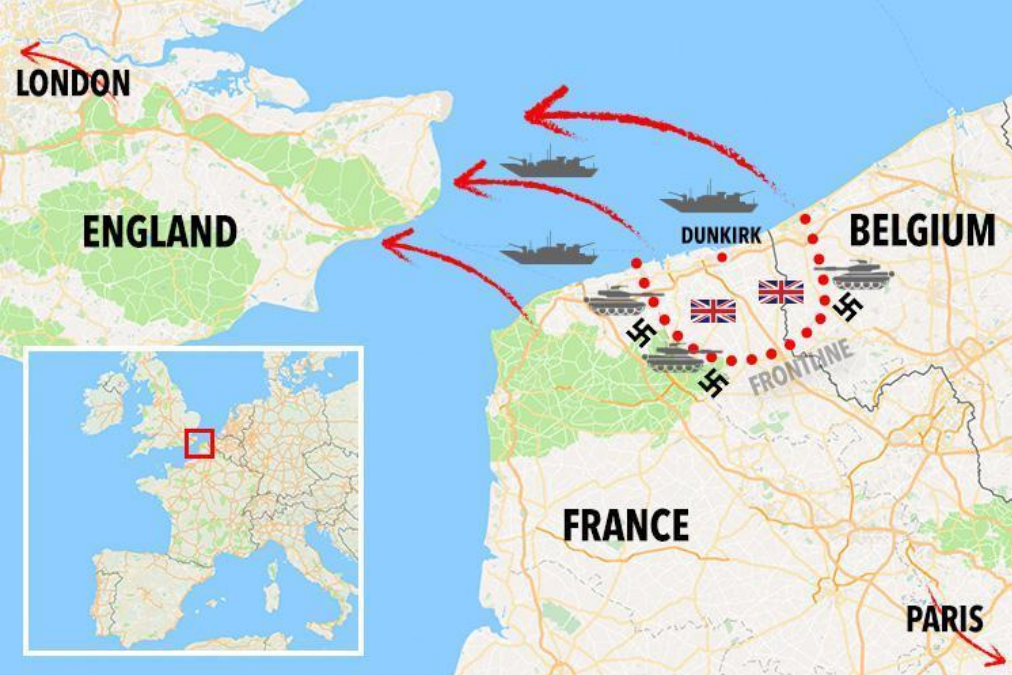 LONDON
ENGLAND
DUNKIRK
BELGIUM
FRONTLINE
FRANCE
PARIS